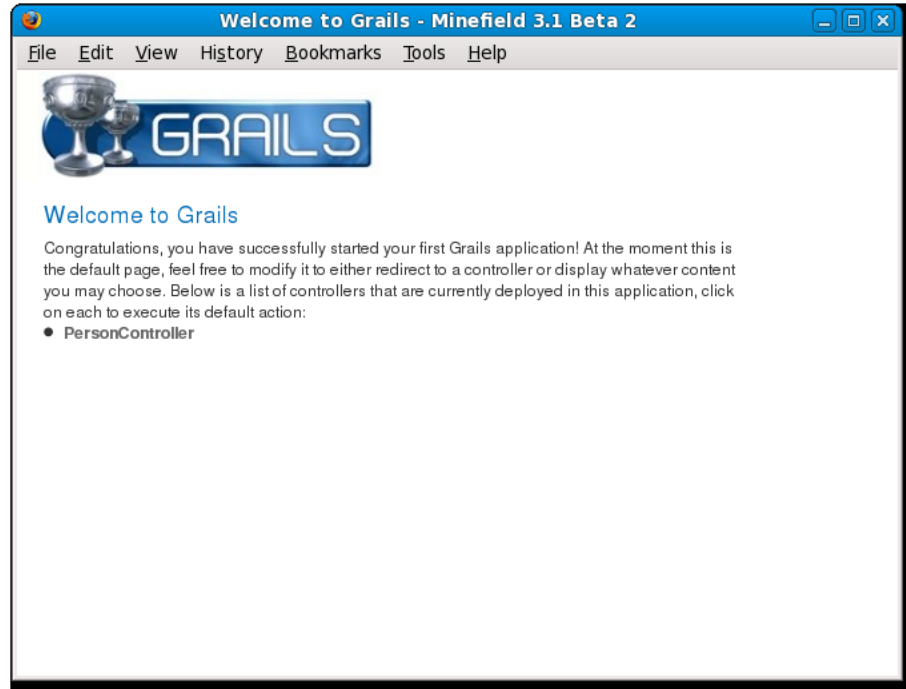 Welcome to Grails - Minefield 3.1 Beta 2
File Edit View History Bookmarks Tools Help
GRAILS
Welcome to Grails
Congratulations, you have successfully started your first Grails application! At the moment this is
the default page, feel free to modify it to either redirect to a controller or display whatever content
you may choose. Below is a list of controllers that are currently deployed in this application, click
on each to execute its default action:
PersonController